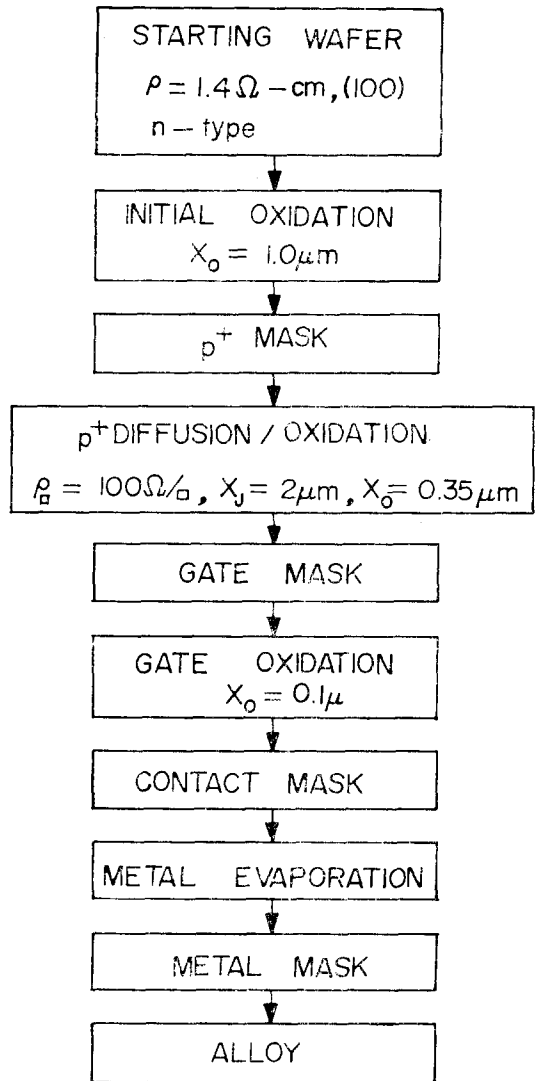 STARTING WAFER
ρ = 1.4 Ω - cm, (100)
n - type
INITIAL OXIDATION
X₀ = 1.0μm
p⁺ MASK
p⁺ DIFFUSION / OXIDATION
ρ□ = 100Ω/□, XJ = 2μm, X₀ = 0.35μm
GATE MASK
GATE OXIDATION
X₀ = 0.1μ
CONTACT MASK
METAL EVAPORATION
METAL MASK
ALLOY